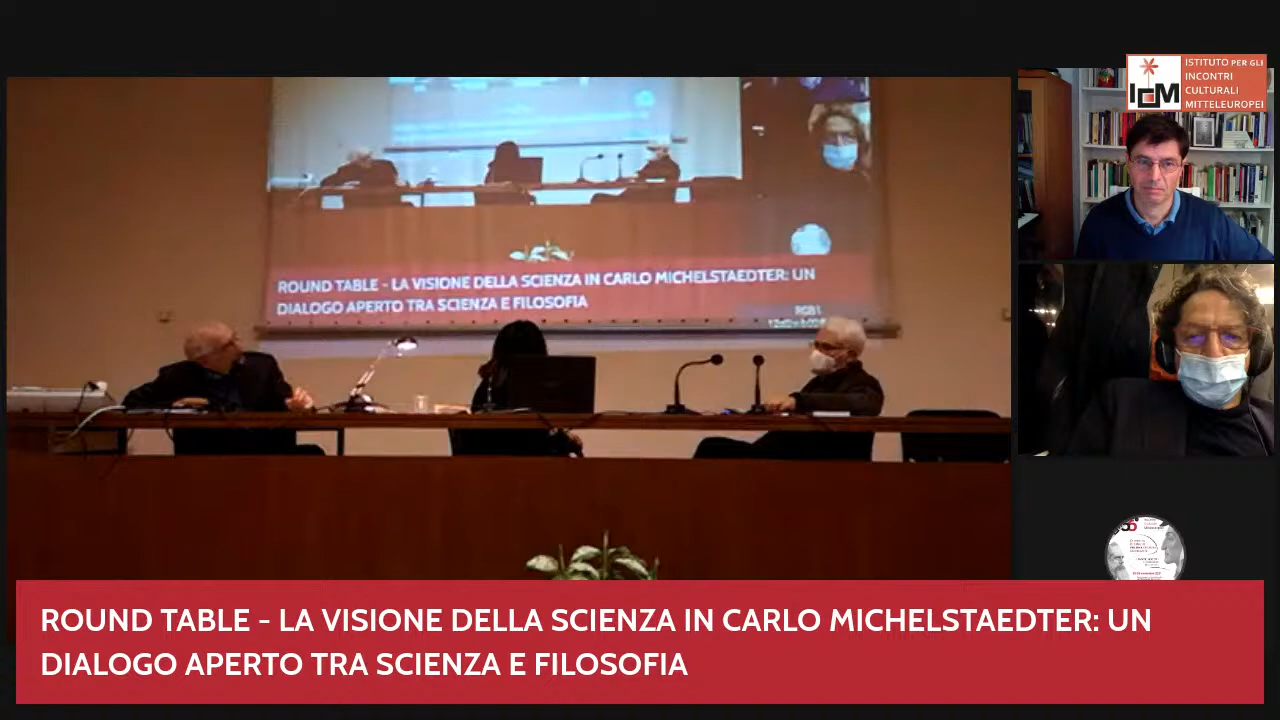 ISTITUTO PER GLI
INCONTRI
CULTURALI
MITTELEUROPEI
ICM
ROUND TABLE - LA VISIONE DELLA SCIENZA IN CARLO MICHELSTAEDTER: UN
DIALOGO APERTO TRA SCIENZA E FILOSOFIA
ROUND TABLE - LA VISIONE DELLA SCIENZA IN CARLO MICHELSTAEDTER: UN
DIALOGO APERTO TRA SCIENZA E FILOSOFIA